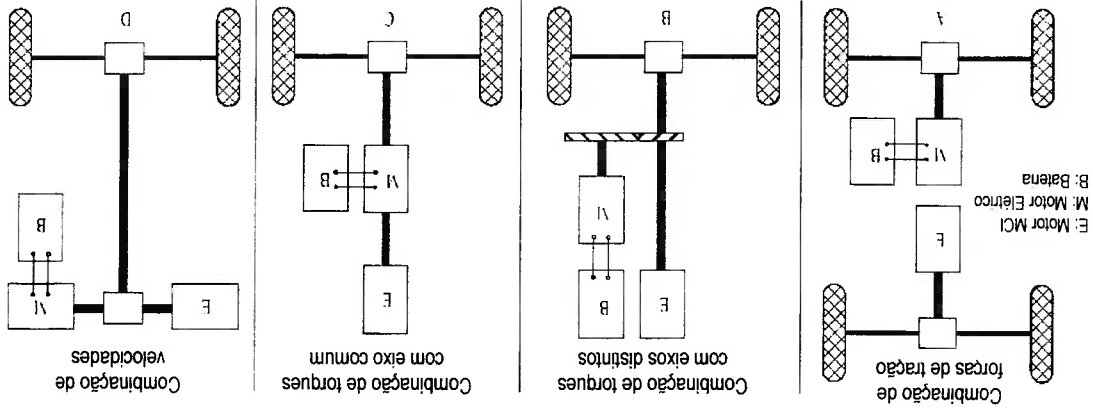 Combinação de
forças de tração
E
E: Motor MCI
M: Motor Elétrico
B: Bateria
M
B
A
Combinação de torques
com eixos distintos
E
B
M
B
Combinação de torques
com eixo comum
E
M
B
C
Combinação de
velocidades
E
M
B
D